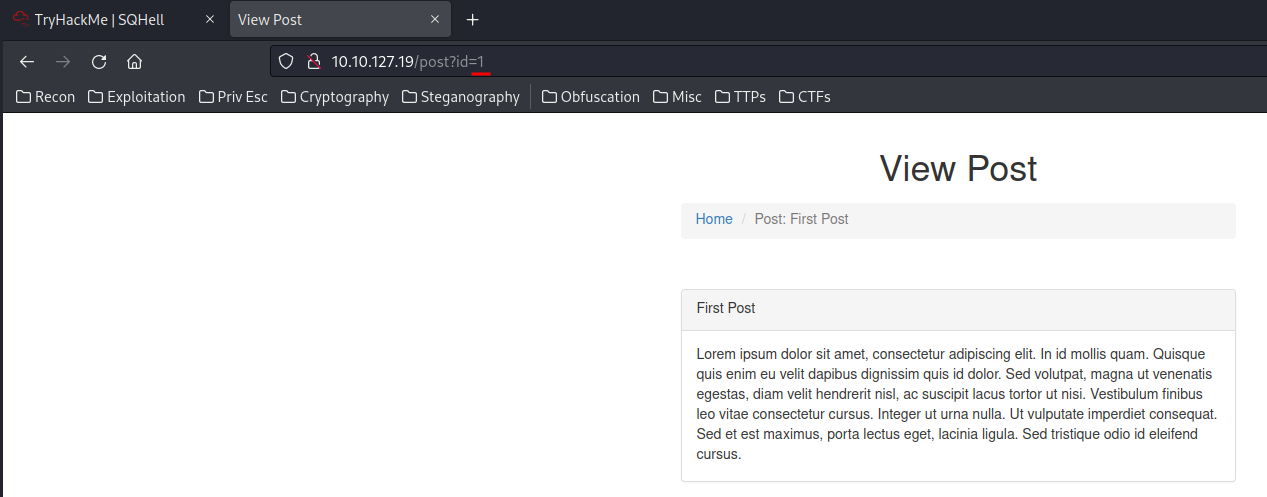 TryHackMe | SQHell
View Post
10.10.127.19/post?id=1
Recon Exploitation Priv Esc Cryptography Steganography Obfuscation Misc TTPs CTFs
View Post
Home / Post: First Post
First Post
Lorem ipsum dolor sit amet, consectetur adipiscing elit. In id mollis quam. Quisque
quis enim eu velit dapibus dignissim quis id dolor. Sed volutpat, magna ut venenatis
egestas, diam velit hendrerit nisl, ac suscipit lacus tortor ut nisi. Vestibulum finibus
leo vitae consectetur cursus. Integer ut urna nulla. Ut vulputate imperdiet consequat.
Sed et est maximus, porta lectus eget, lacinia ligula. Sed tristique odio id eleifend
cursus.